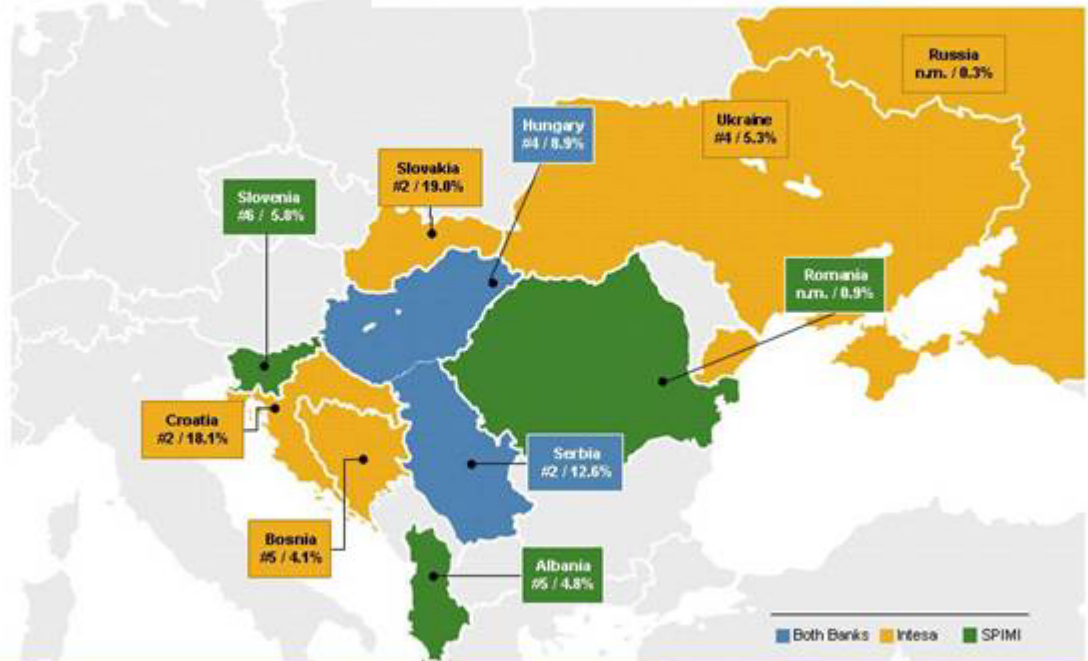 Russia
n.m. / 0.3%
Ukraine
#4 / 5.3%
Hungary
#4 / 8.9%
Slovakia
#2 / 19.0%
Slovenia
#6 / 5.8%
Romania
n.m. / 0.9%
Croatia
#2 / 18.1%
Serbia
#2 / 12.6%
Bosnia
#5 / 4.1%
Albania
#5 / 4.8%
Both Banks Intesa SPIMI